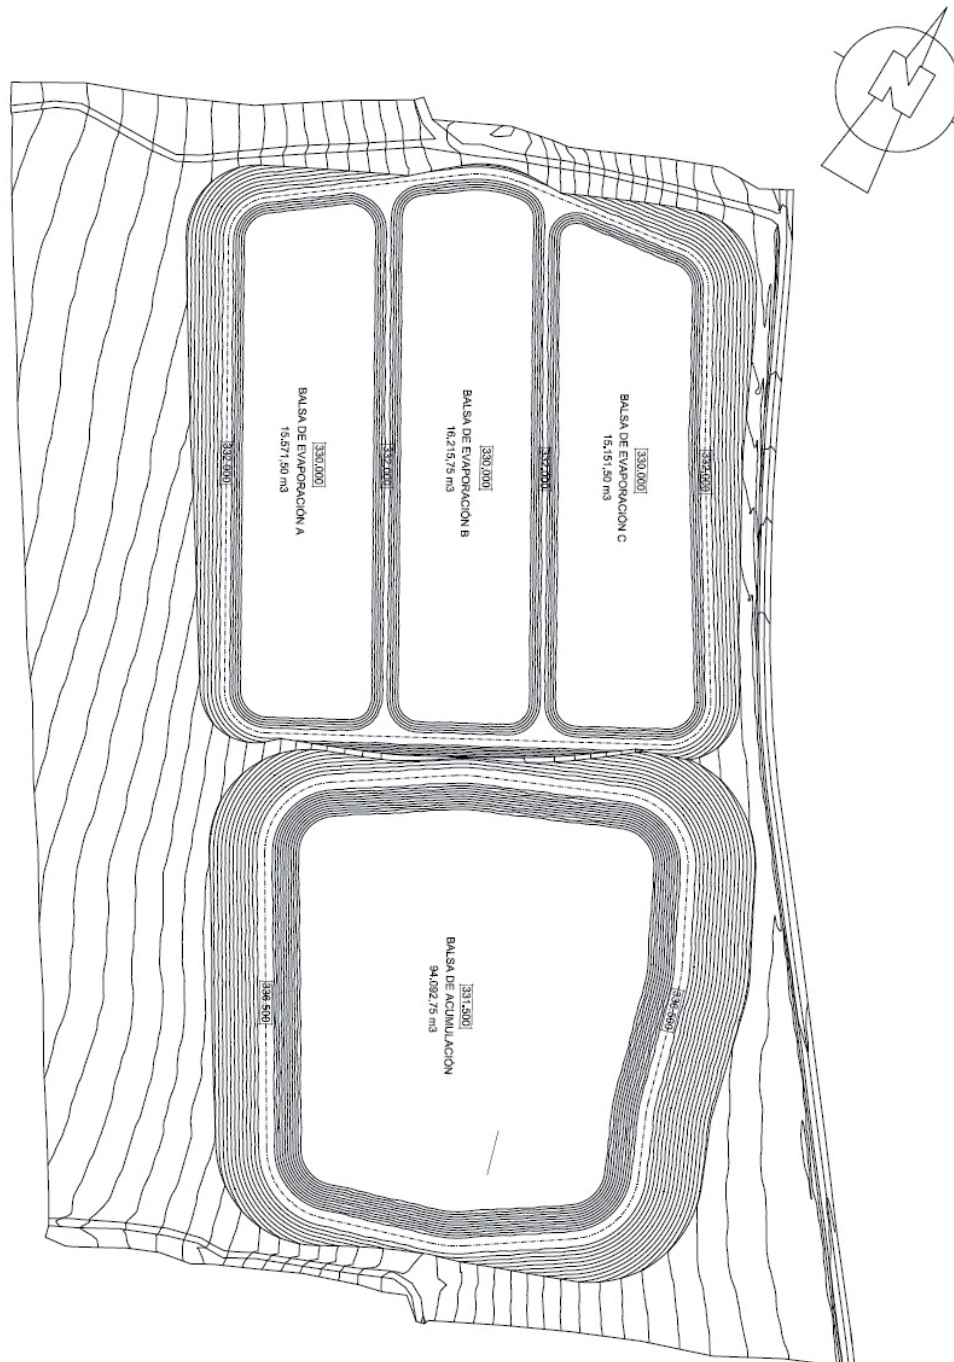 N
330.000
BALSA DE EVAPORACIÓN A
15.571,50 m3
332.000
332.000
330.000
BALSA DE EVAPORACIÓN B
16.215,75 m3
332.000
330.000
BALSA DE EVAPORACIÓN C
15.151,50 m3
332.000
331.500
BALSA DE ACUMULACIÓN
94.092,75 m3
336.500
336.500